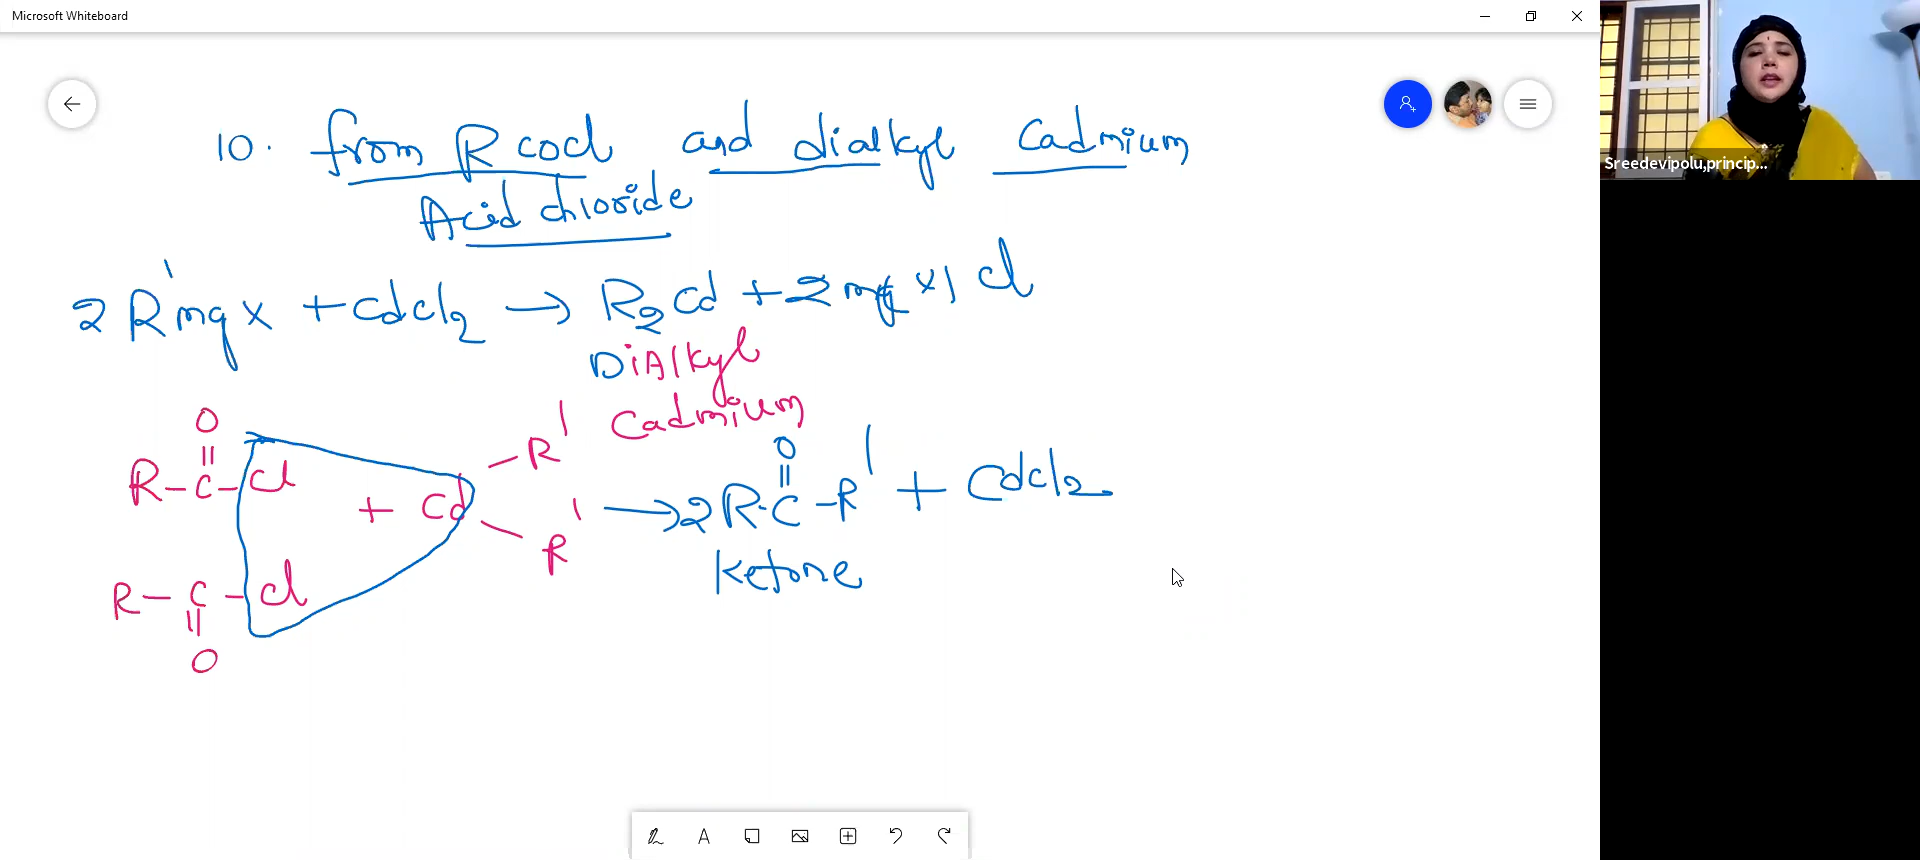 Microsoft Whiteboard
Sreedevipolu,princip...
10. from R cocl and dialkyl Cadmium
Acid chloride
2 R'mgx + Cdcl2 → R2Cd + 2 mg x cl
DiAlkyl
Cadmium
O
||
R-C-Cl
+ Cd
-R'
R'
→ 2 R-C-R' + Cdcl2
O
||
Ketone
R-C-cl
||
O
A